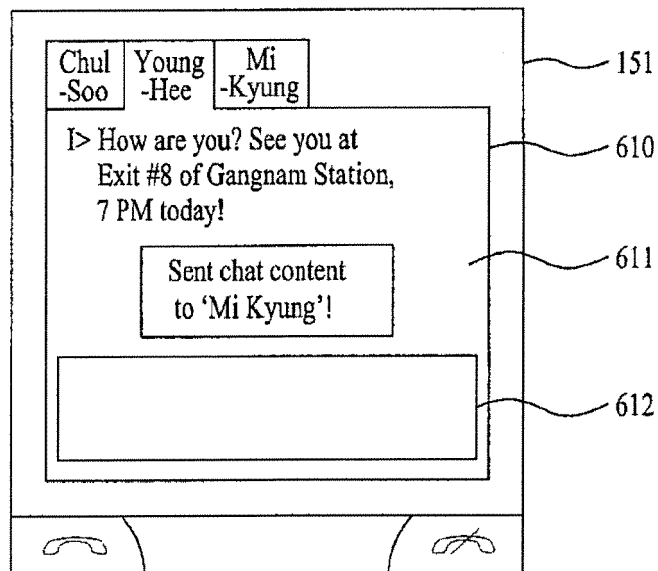 Chul
-Soo
Young
-Hee
Mi
-Kyung
151
I> How are you? See you at
Exit #8 of Gangnam Station,
7 PM today!
610
Sent chat content
to ‘Mi Kyung’!
611
612